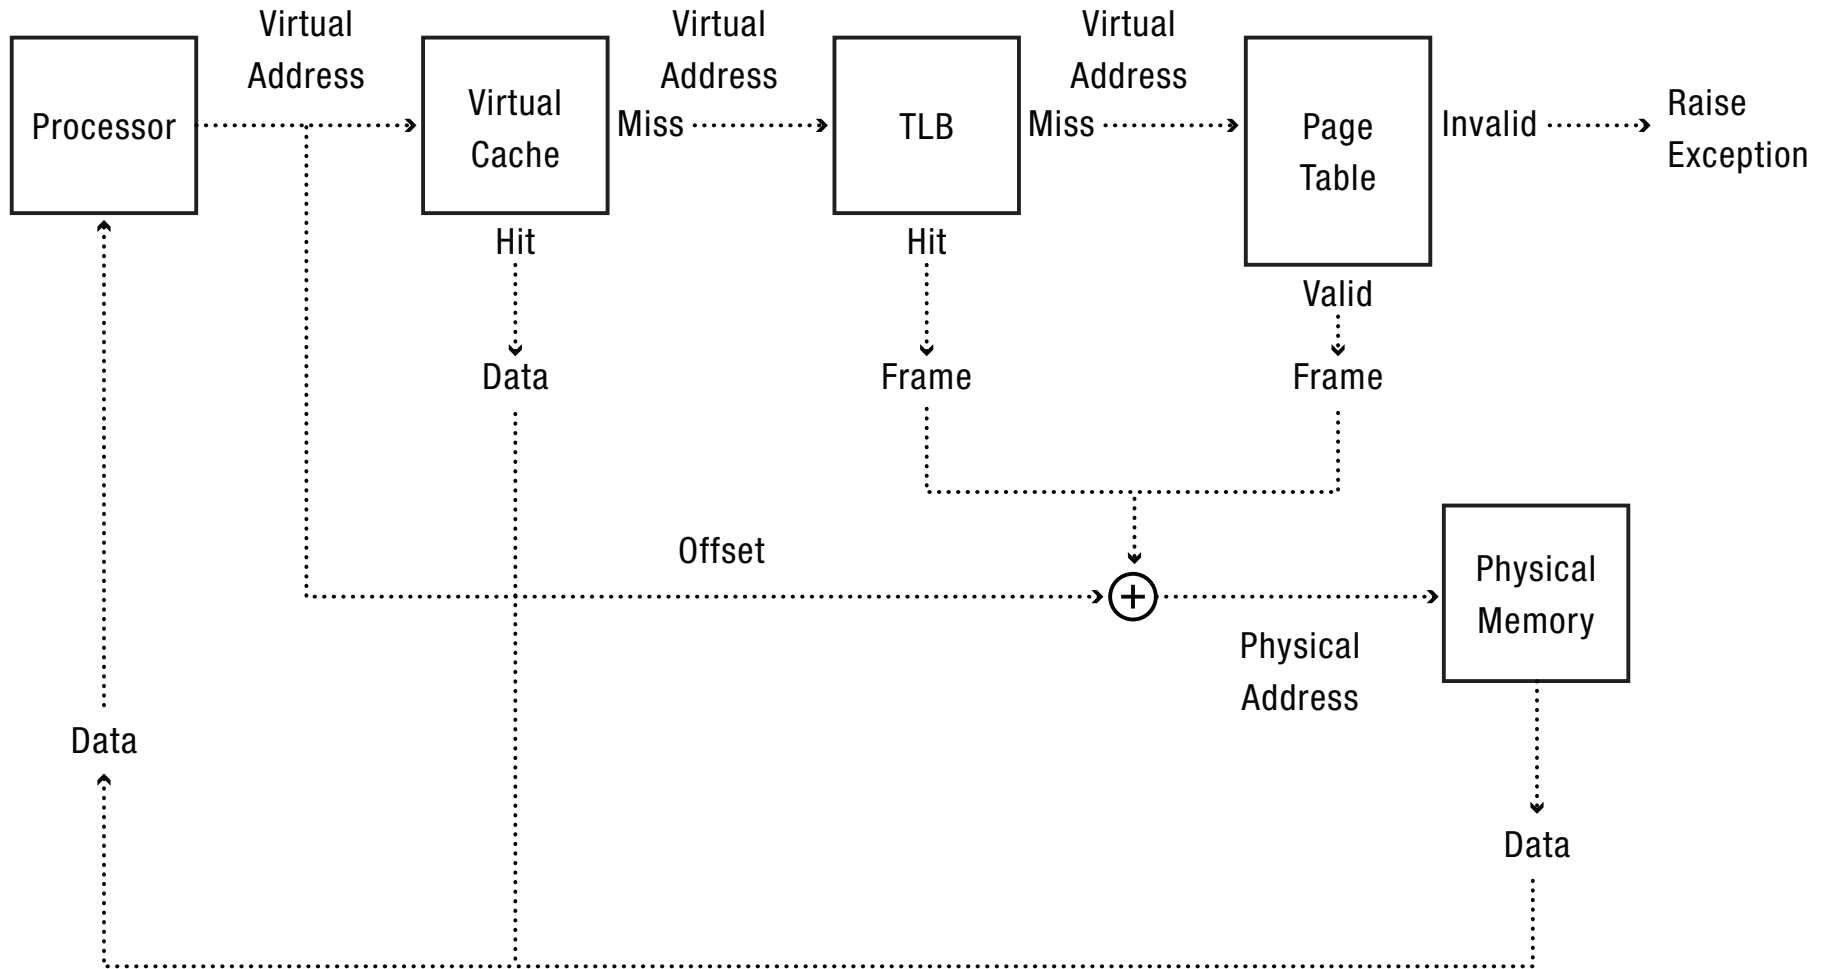 Virtual
Address
Virtual
Address
Virtual
Address
Processor
Virtual
Cache
Miss
TLB
Miss
Page
Table
Invalid
Raise
Exception
Hit
Hit
Valid
Data
Frame
Frame
Offset
+
Physical
Memory
Physical
Address
Data
Data